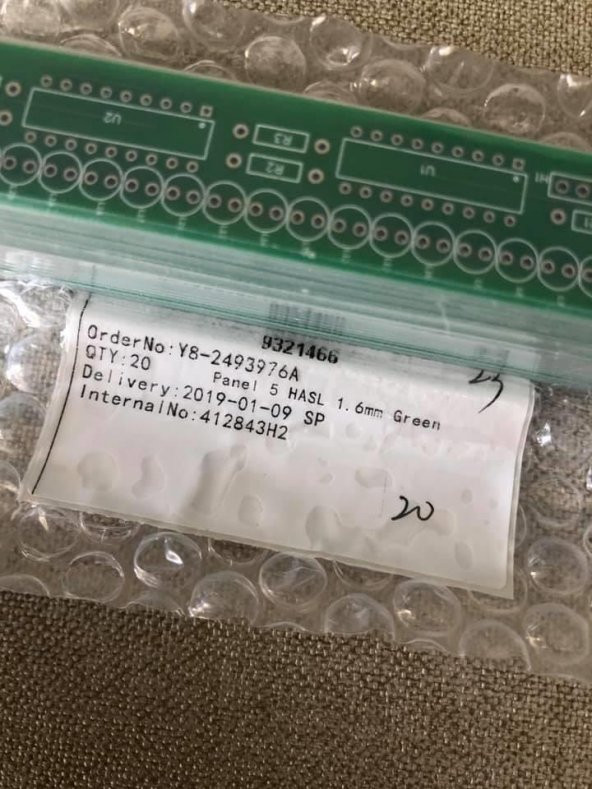 U2
R3
R2
U1
9321466
OrderNo:Y8-2493976A
QTY:20 Panel 5 HASL 1.6mm Green
Delivery:2019-01-09 SP
InternalNo:412843H2
20